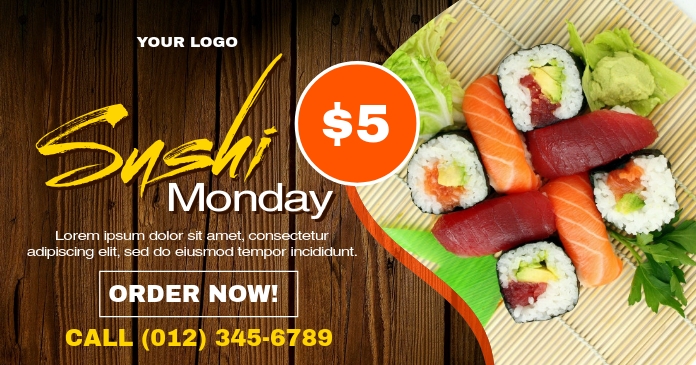 YOUR LOGO
$5
Sushi
Monday
Lorem ipsum dolor sit amet, consectetur
adipiscing elit, sed do eiusmod tempor incididunt.
ORDER NOW!
CALL (012) 345-6789